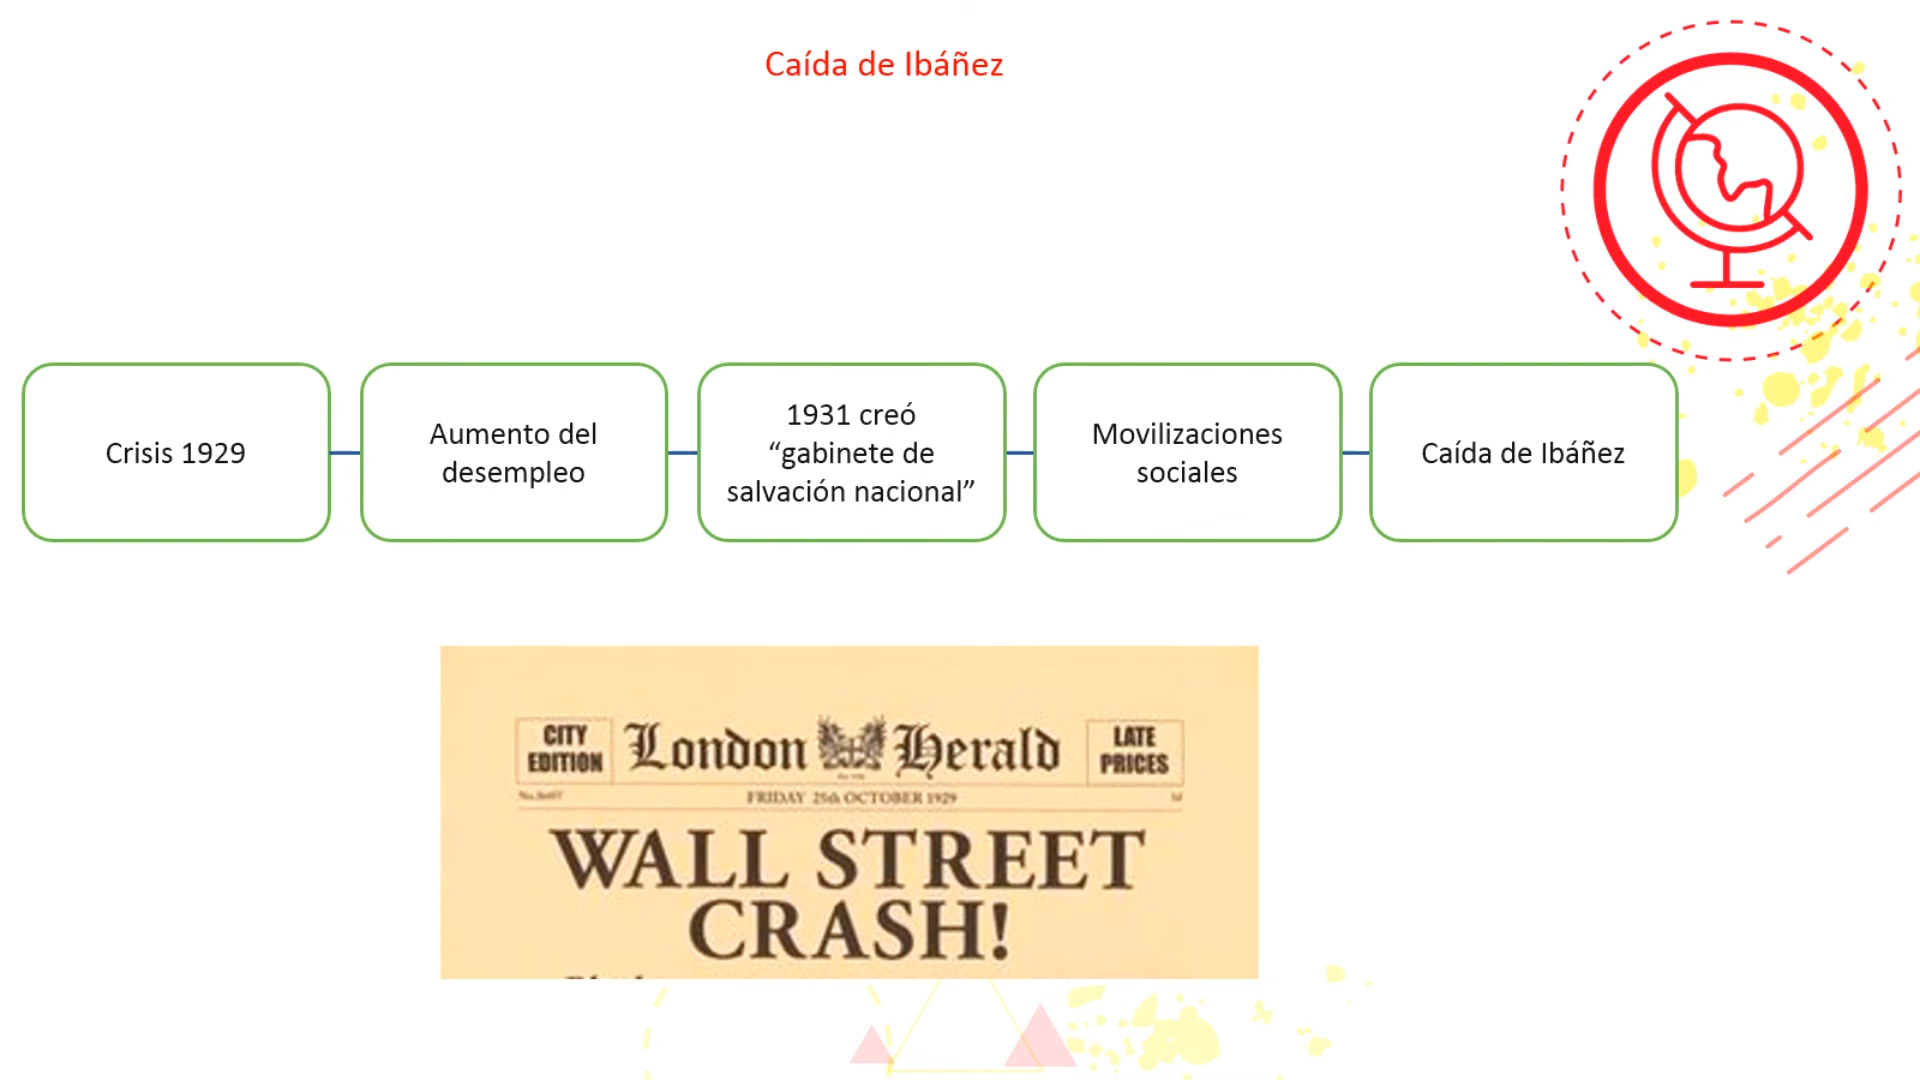 Caída de Ibáñez
Crisis 1929
Aumento del
desempleo
1931 creó
“gabinete de
salvación nacional”
Movilizaciones
sociales
Caída de Ibáñez
CITY
EDITION
London Herald
LATE
PRICES
FRIDAY 25th OCTOBER 1929
WALL STREET
CRASH!